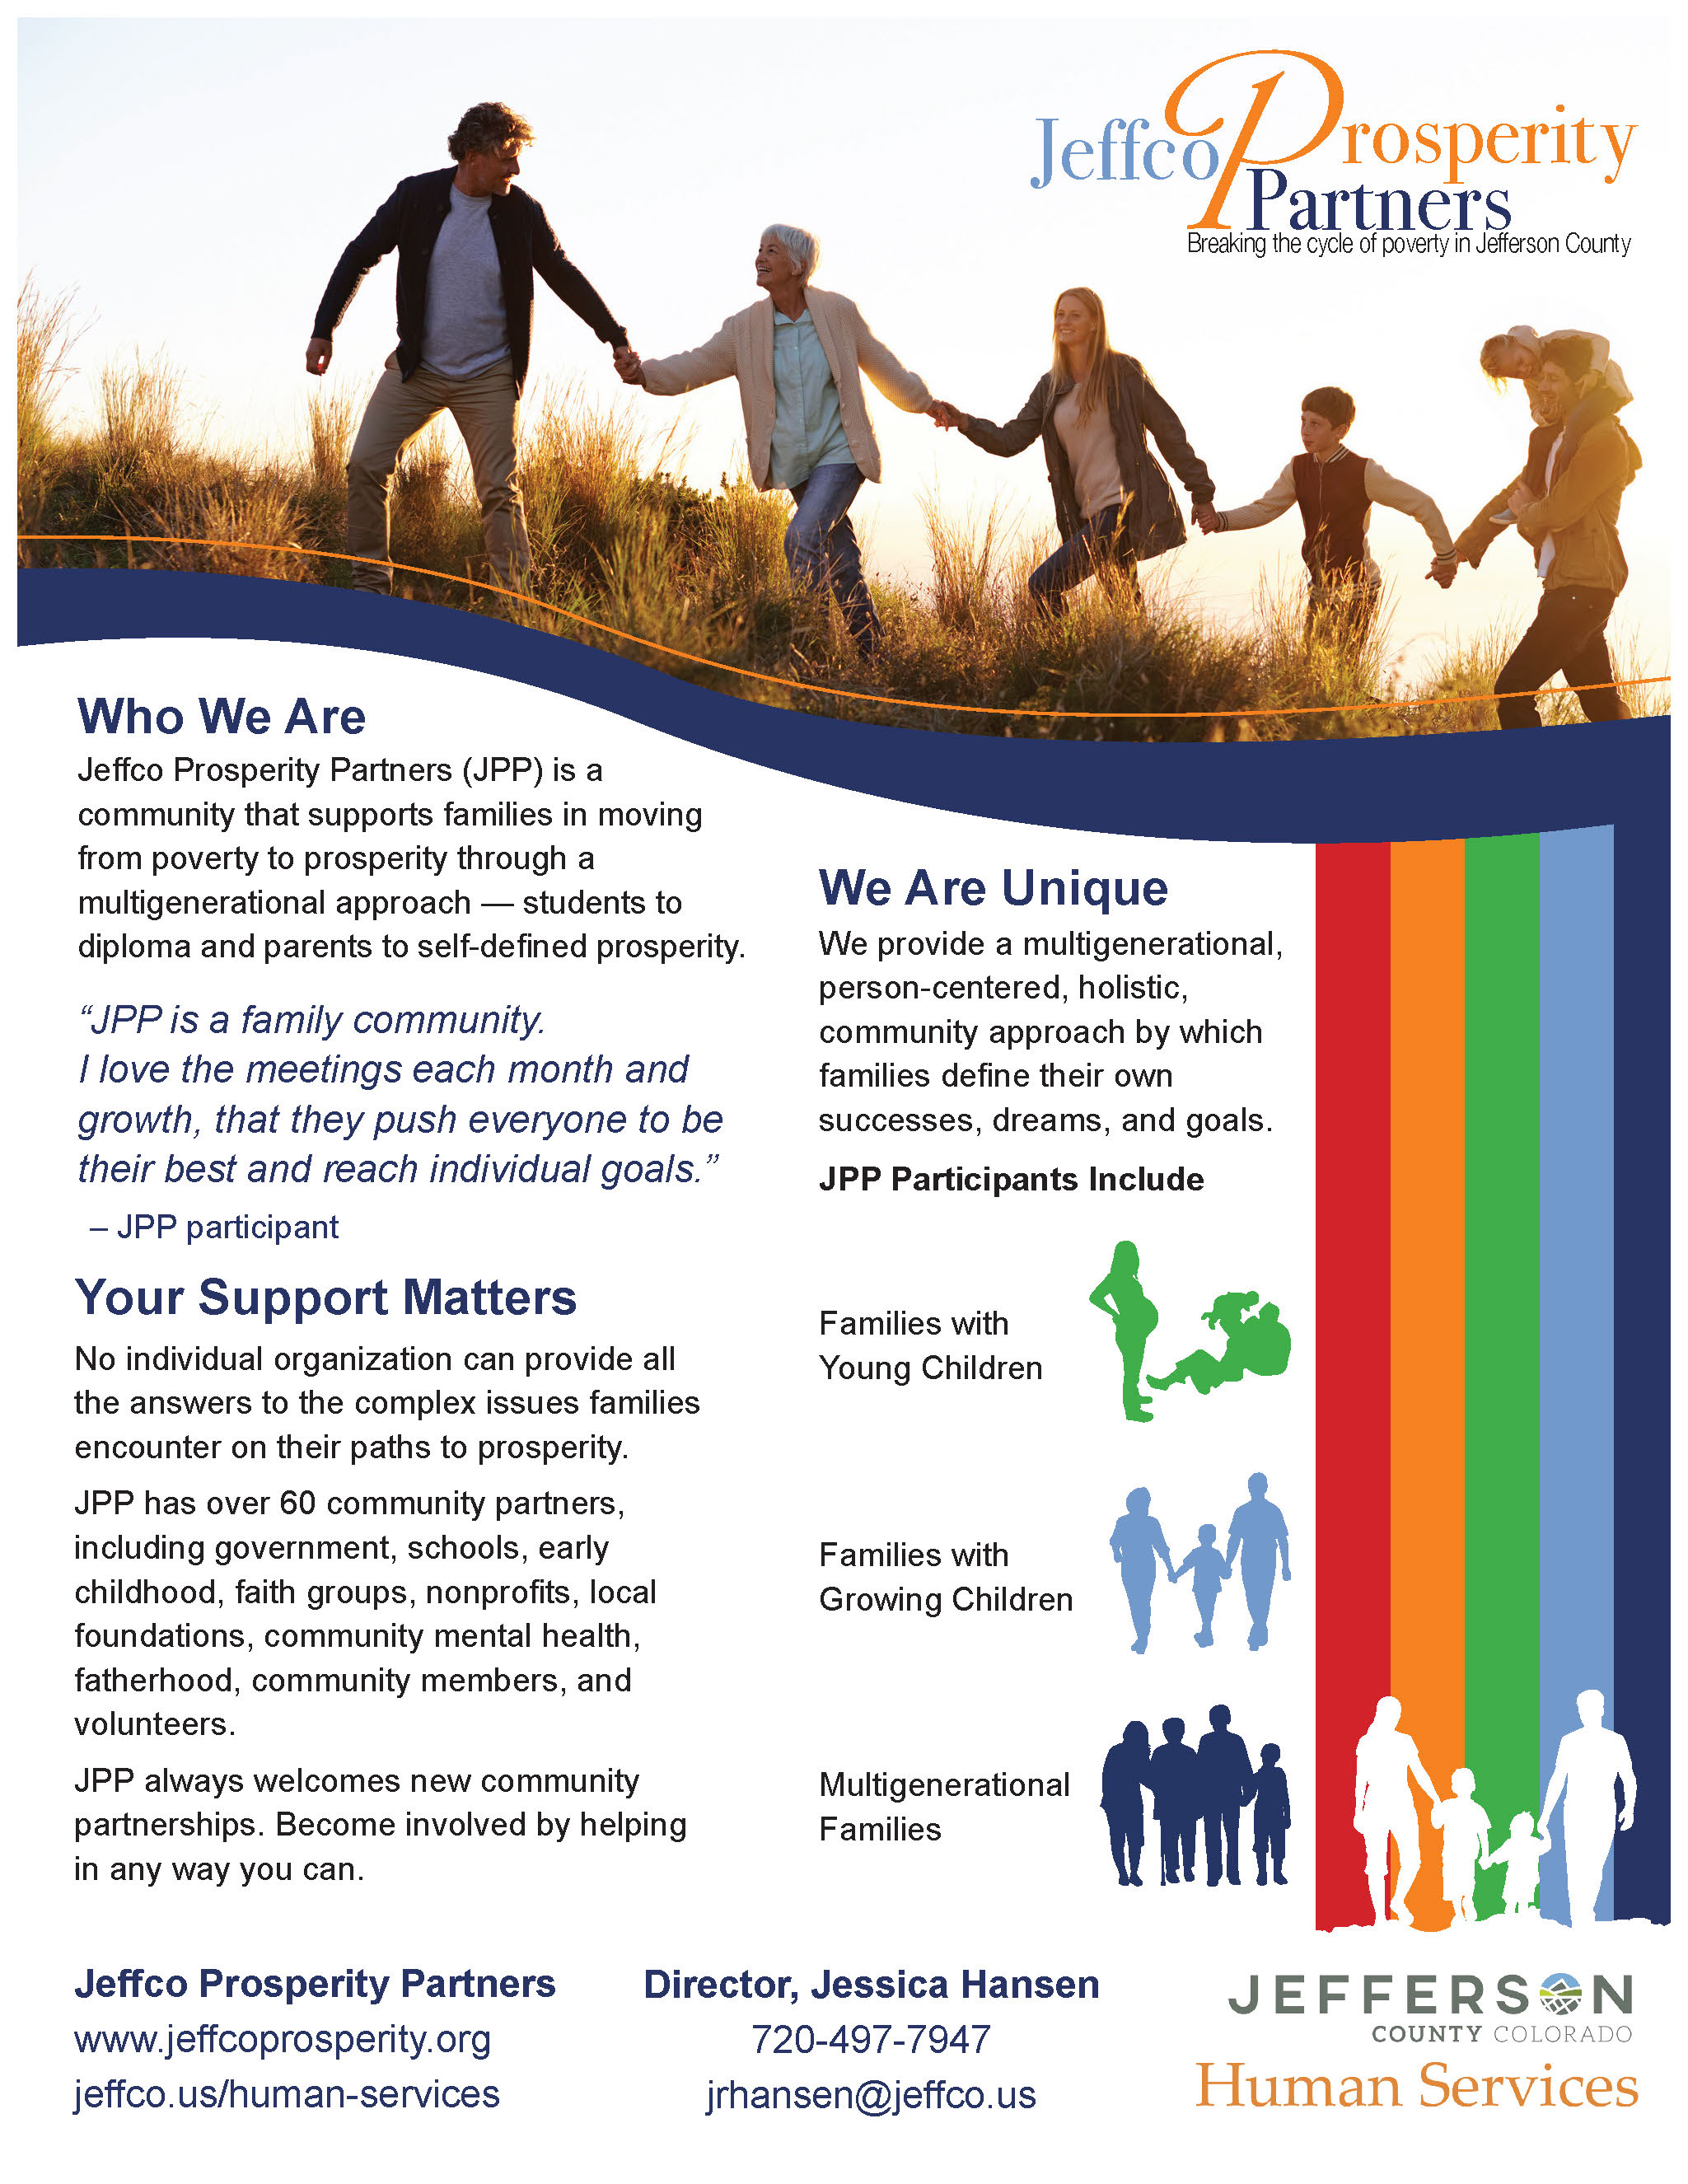 Jeffco Prosperity
Partners
Breaking the cycle of poverty in Jefferson County
Who We Are
Jeffco Prosperity Partners (JPP) is a
community that supports families in moving
from poverty to prosperity through a
multigenerational approach — students to
diploma and parents to self-defined prosperity.
“JPP is a family community.
I love the meetings each month and
growth, that they push everyone to be
their best and reach individual goals.”
– JPP participant
Your Support Matters
No individual organization can provide all
the answers to the complex issues families
encounter on their paths to prosperity.
JPP has over 60 community partners,
including government, schools, early
childhood, faith groups, nonprofits, local
foundations, community mental health,
fatherhood, community members, and
volunteers.
JPP always welcomes new community
partnerships. Become involved by helping
in any way you can.
We Are Unique
We provide a multigenerational,
person-centered, holistic,
community approach by which
families define their own
successes, dreams, and goals.
JPP Participants Include
Families with
Young Children
Families with
Growing Children
Multigenerational
Families
Jeffco Prosperity Partners
www.jeffcoprosperity.org
jeffco.us/human-services
Director, Jessica Hansen
720-497-7947
jrhansen@jeffco.us
JEFFERSON
COUNTY COLORADO
Human Services